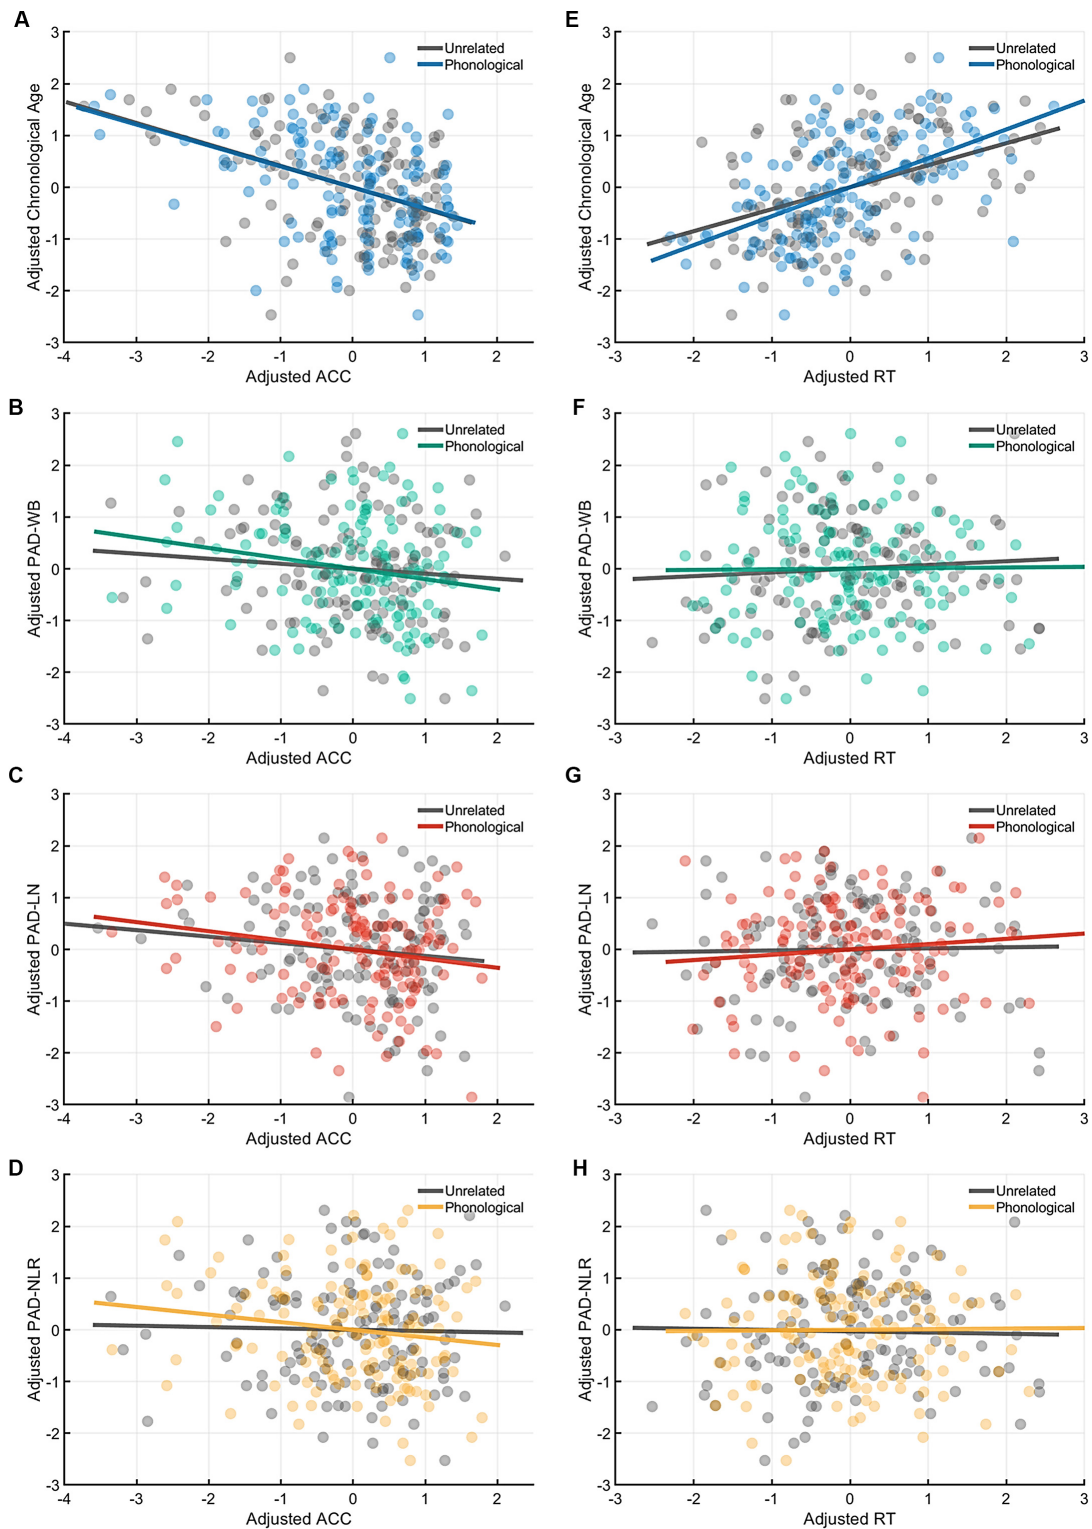 A
Adjusted Chronological Age
3
2
1
0
-1
-2
-3
Unrelated
Phonological
-4 -3 -2 -1 0 1 2
Adjusted ACC
E
Adjusted Chronological Age
3
2
1
0
-1
-2
-3
Unrelated
Phonological
-3 -2 -1 0 1 2 3
Adjusted RT
B
Adjusted PAD-WB
3
2
1
0
-1
-2
-3
Unrelated
Phonological
-4 -3 -2 -1 0 1 2
Adjusted ACC
F
Adjusted PAD-WB
3
2
1
0
-1
-2
-3
Unrelated
Phonological
-3 -2 -1 0 1 2 3
Adjusted RT
C
Adjusted PAD-LN
3
2
1
0
-1
-2
-3
Unrelated
Phonological
-4 -3 -2 -1 0 1 2
Adjusted ACC
G
Adjusted PAD-LN
3
2
1
0
-1
-2
-3
Unrelated
Phonological
-3 -2 -1 0 1 2 3
Adjusted RT
D
Adjusted PAD-NLR
3
2
1
0
-1
-2
-3
Unrelated
Phonological
-4 -3 -2 -1 0 1 2
Adjusted ACC
H
Adjusted PAD-NLR
3
2
1
0
-1
-2
-3
Unrelated
Phonological
-3 -2 -1 0 1 2 3
Adjusted RT